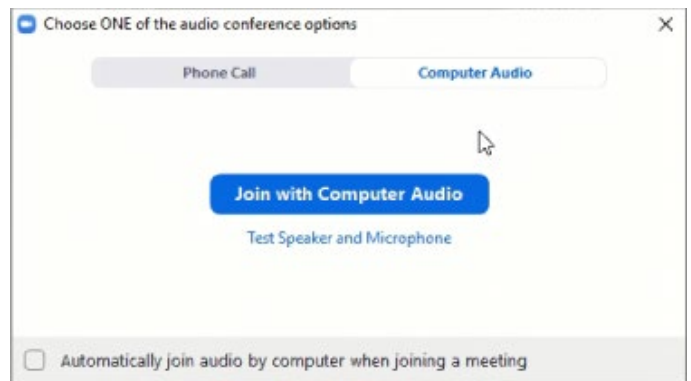 Choose ONE of the audio conference options
Phone Call
Computer Audio
Join with Computer Audio
Test Speaker and Microphone
Automatically join audio by computer when joining a meeting